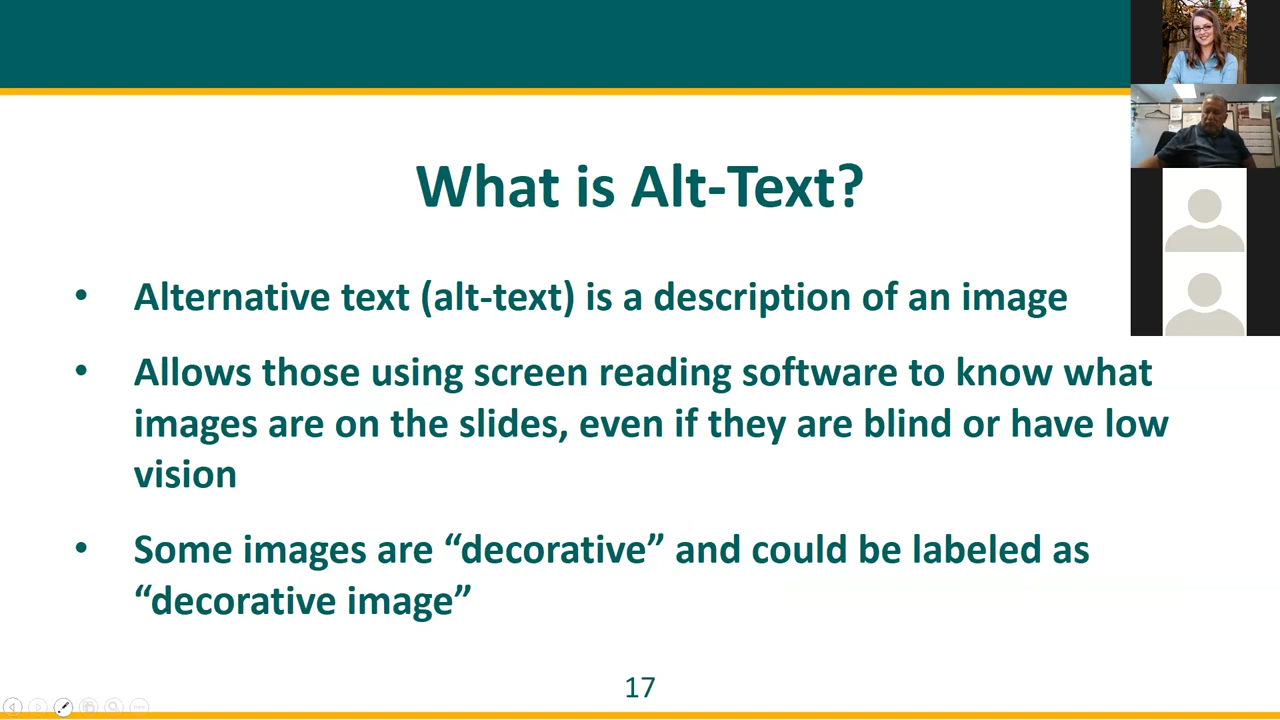 What is Alt-Text?
• Alternative text (alt-text) is a description of an image
• Allows those using screen reading software to know what
images are on the slides, even if they are blind or have low
vision
• Some images are “decorative” and could be labeled as
“decorative image”
17